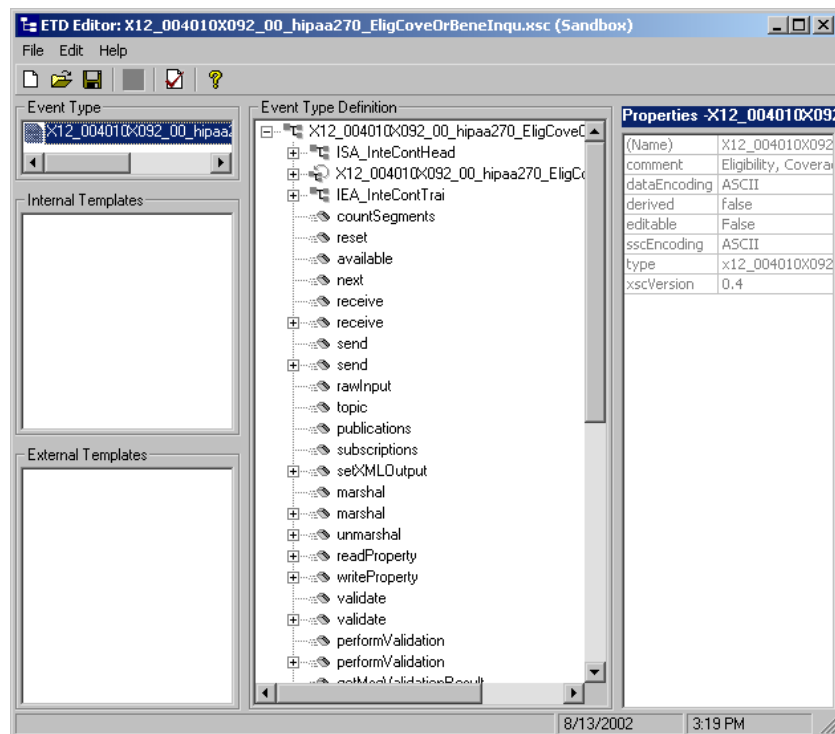 ETD Editor: X12_004010X092_00_hipaa270_EligCoveOrBeneInqu.xsc (Sandbox)
File Edit Help
Event Type
X12_004010X092_00_hipaa2
Internal Templates
External Templates
Event Type Definition
X12_004010X092_00_hipaa270_EligCoveO
ISA_InteContHead
X12_004010X092_00_hipaa270_EligCo
IEA_InteContTrai
countSegments
reset
available
next
receive
receive
send
send
rawInput
topic
publications
subscriptions
setXMLOutput
marshal
marshal
unmarshal
readProperty
writeProperty
validate
validate
performValidation
performValidation
getMsgValidationResult
Properties -X12_004010X09
(Name) X12_004010X092
comment Eligibility, Covera
dataEncoding ASCII
derived false
editable False
sscEncoding ASCII
type x12_004010X092
xscVersion 0.4
8/13/2002 3:19 PM